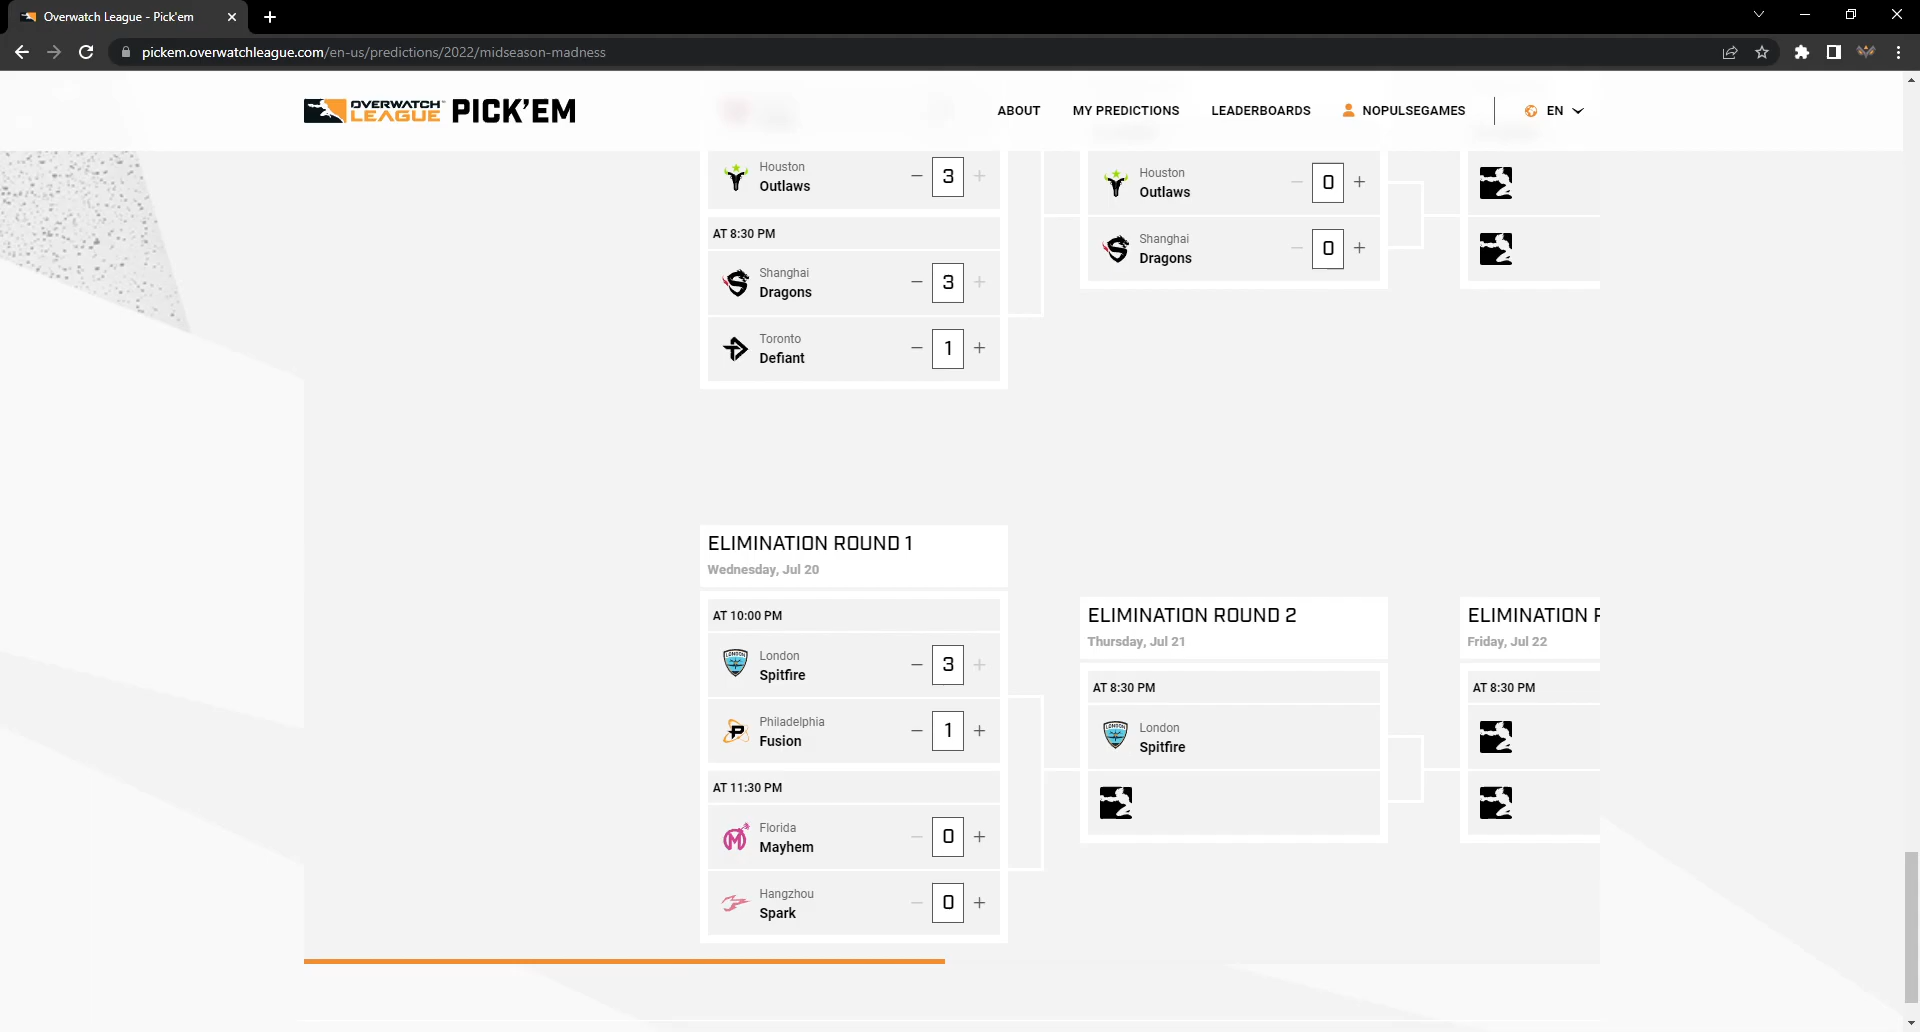 Overwatch League - Pick'em
pickem.overwatchleague.com/en-us/predictions/2022/midseason-madness
OVERWATCH LEAGUE PICK'EM
ABOUT
MY PREDICTIONS
LEADERBOARDS
NOPULSEGAMES
EN
Houston
Outlaws
− 3 +
AT 8:30 PM
Shanghai
Dragons
− 3 +
Toronto
Defiant
− 1 +
Houston
Outlaws
− 0 +
Shanghai
Dragons
− 0 +
ELIMINATION ROUND 1
Wednesday, Jul 20
AT 10:00 PM
London
Spitfire
− 3 +
Philadelphia
Fusion
− 1 +
AT 11:30 PM
Florida
Mayhem
− 0 +
Hangzhou
Spark
− 0 +
ELIMINATION ROUND 2
Thursday, Jul 21
AT 8:30 PM
LONDON
London
Spitfire
ELIMINATION
Friday, Jul 22
AT 8:30 PM